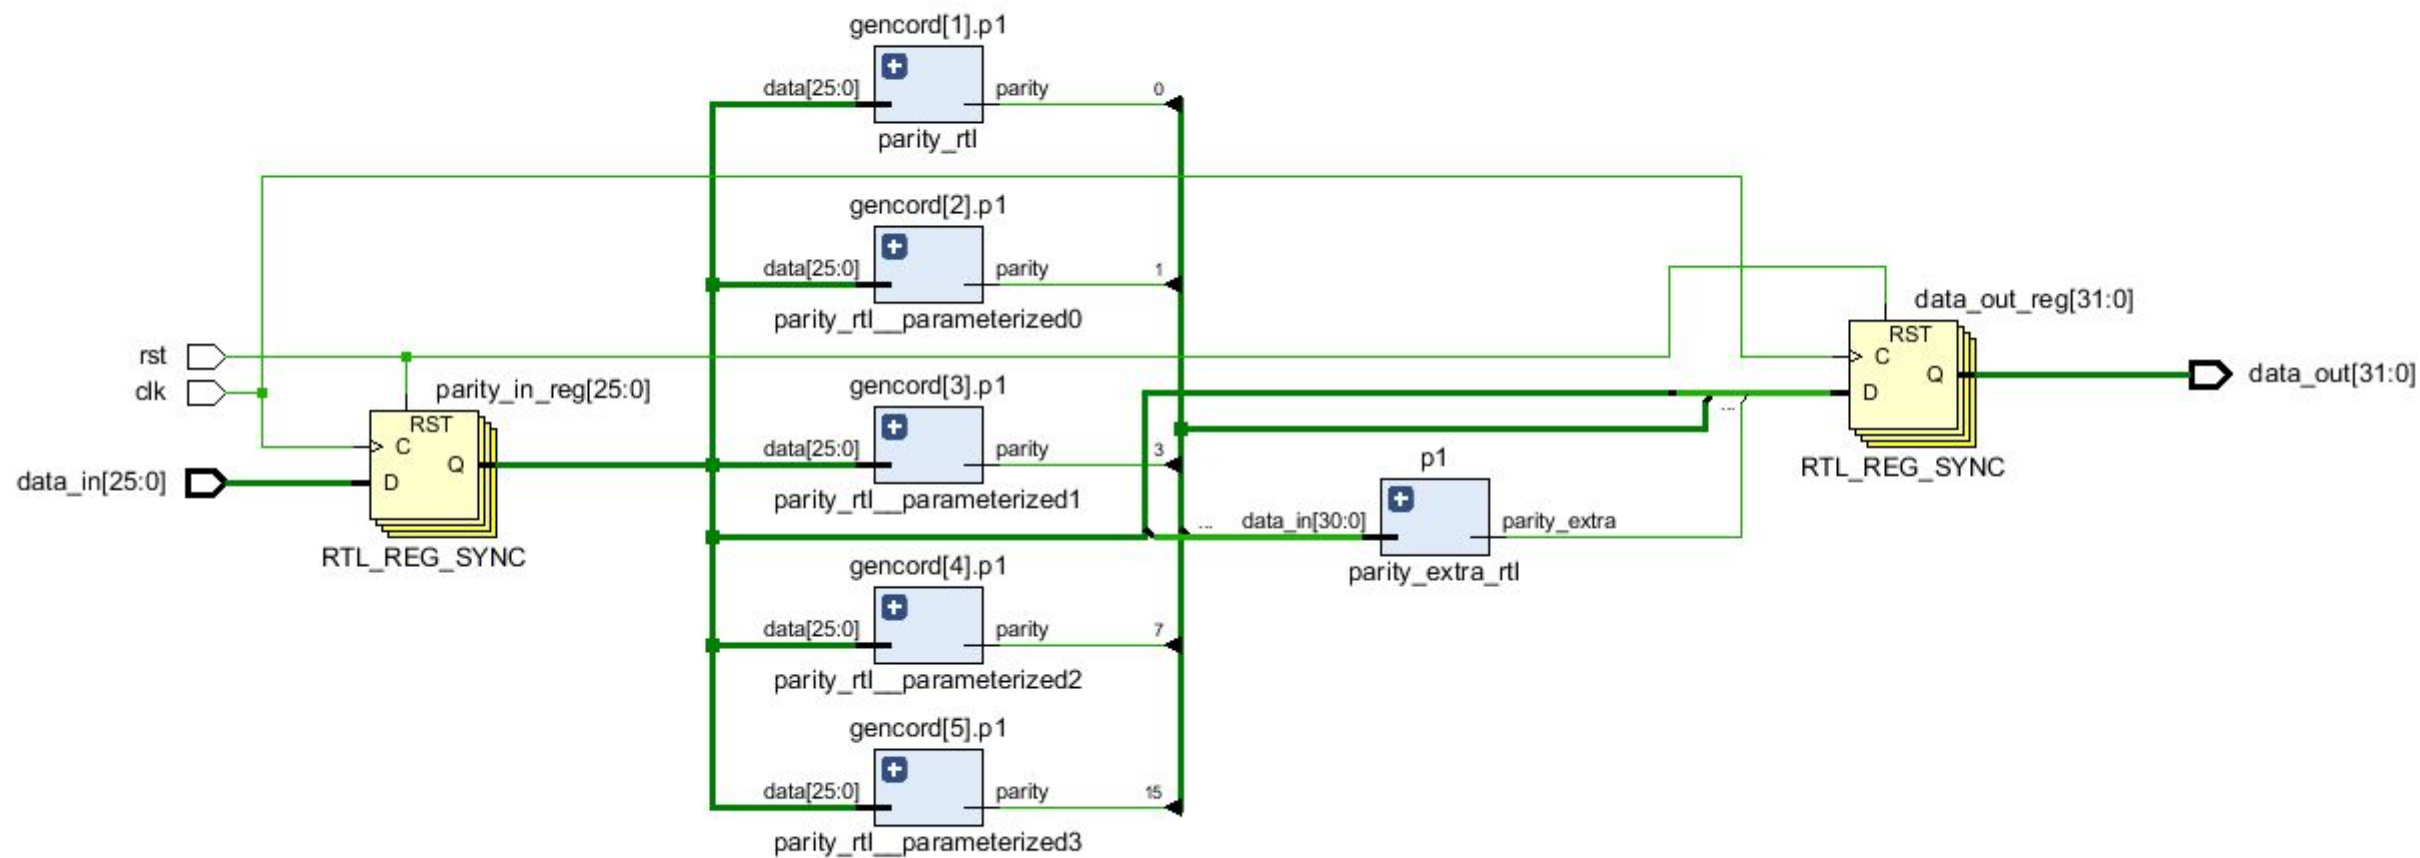 gencord[1].p1
data[25:0]
parity
0
parity_rtl
gencord[2].p1
data[25:0]
parity
1
parity_rtl__parameterized0
rst
clk
data_in[25:0]
parity_in_reg[25:0]
RST
C
Q
D
RTL_REG_SYNC
gencord[3].p1
data[25:0]
parity
3
parity_rtl__parameterized1
gencord[4].p1
data[25:0]
parity
7
parity_rtl__parameterized2
gencord[5].p1
data[25:0]
parity
15
parity_rtl__parameterized3
p1
...
data_in[30:0]
parity_extra
parity_extra_rtl
...
data_out_reg[31:0]
RST
C
Q
D
RTL_REG_SYNC
data_out[31:0]